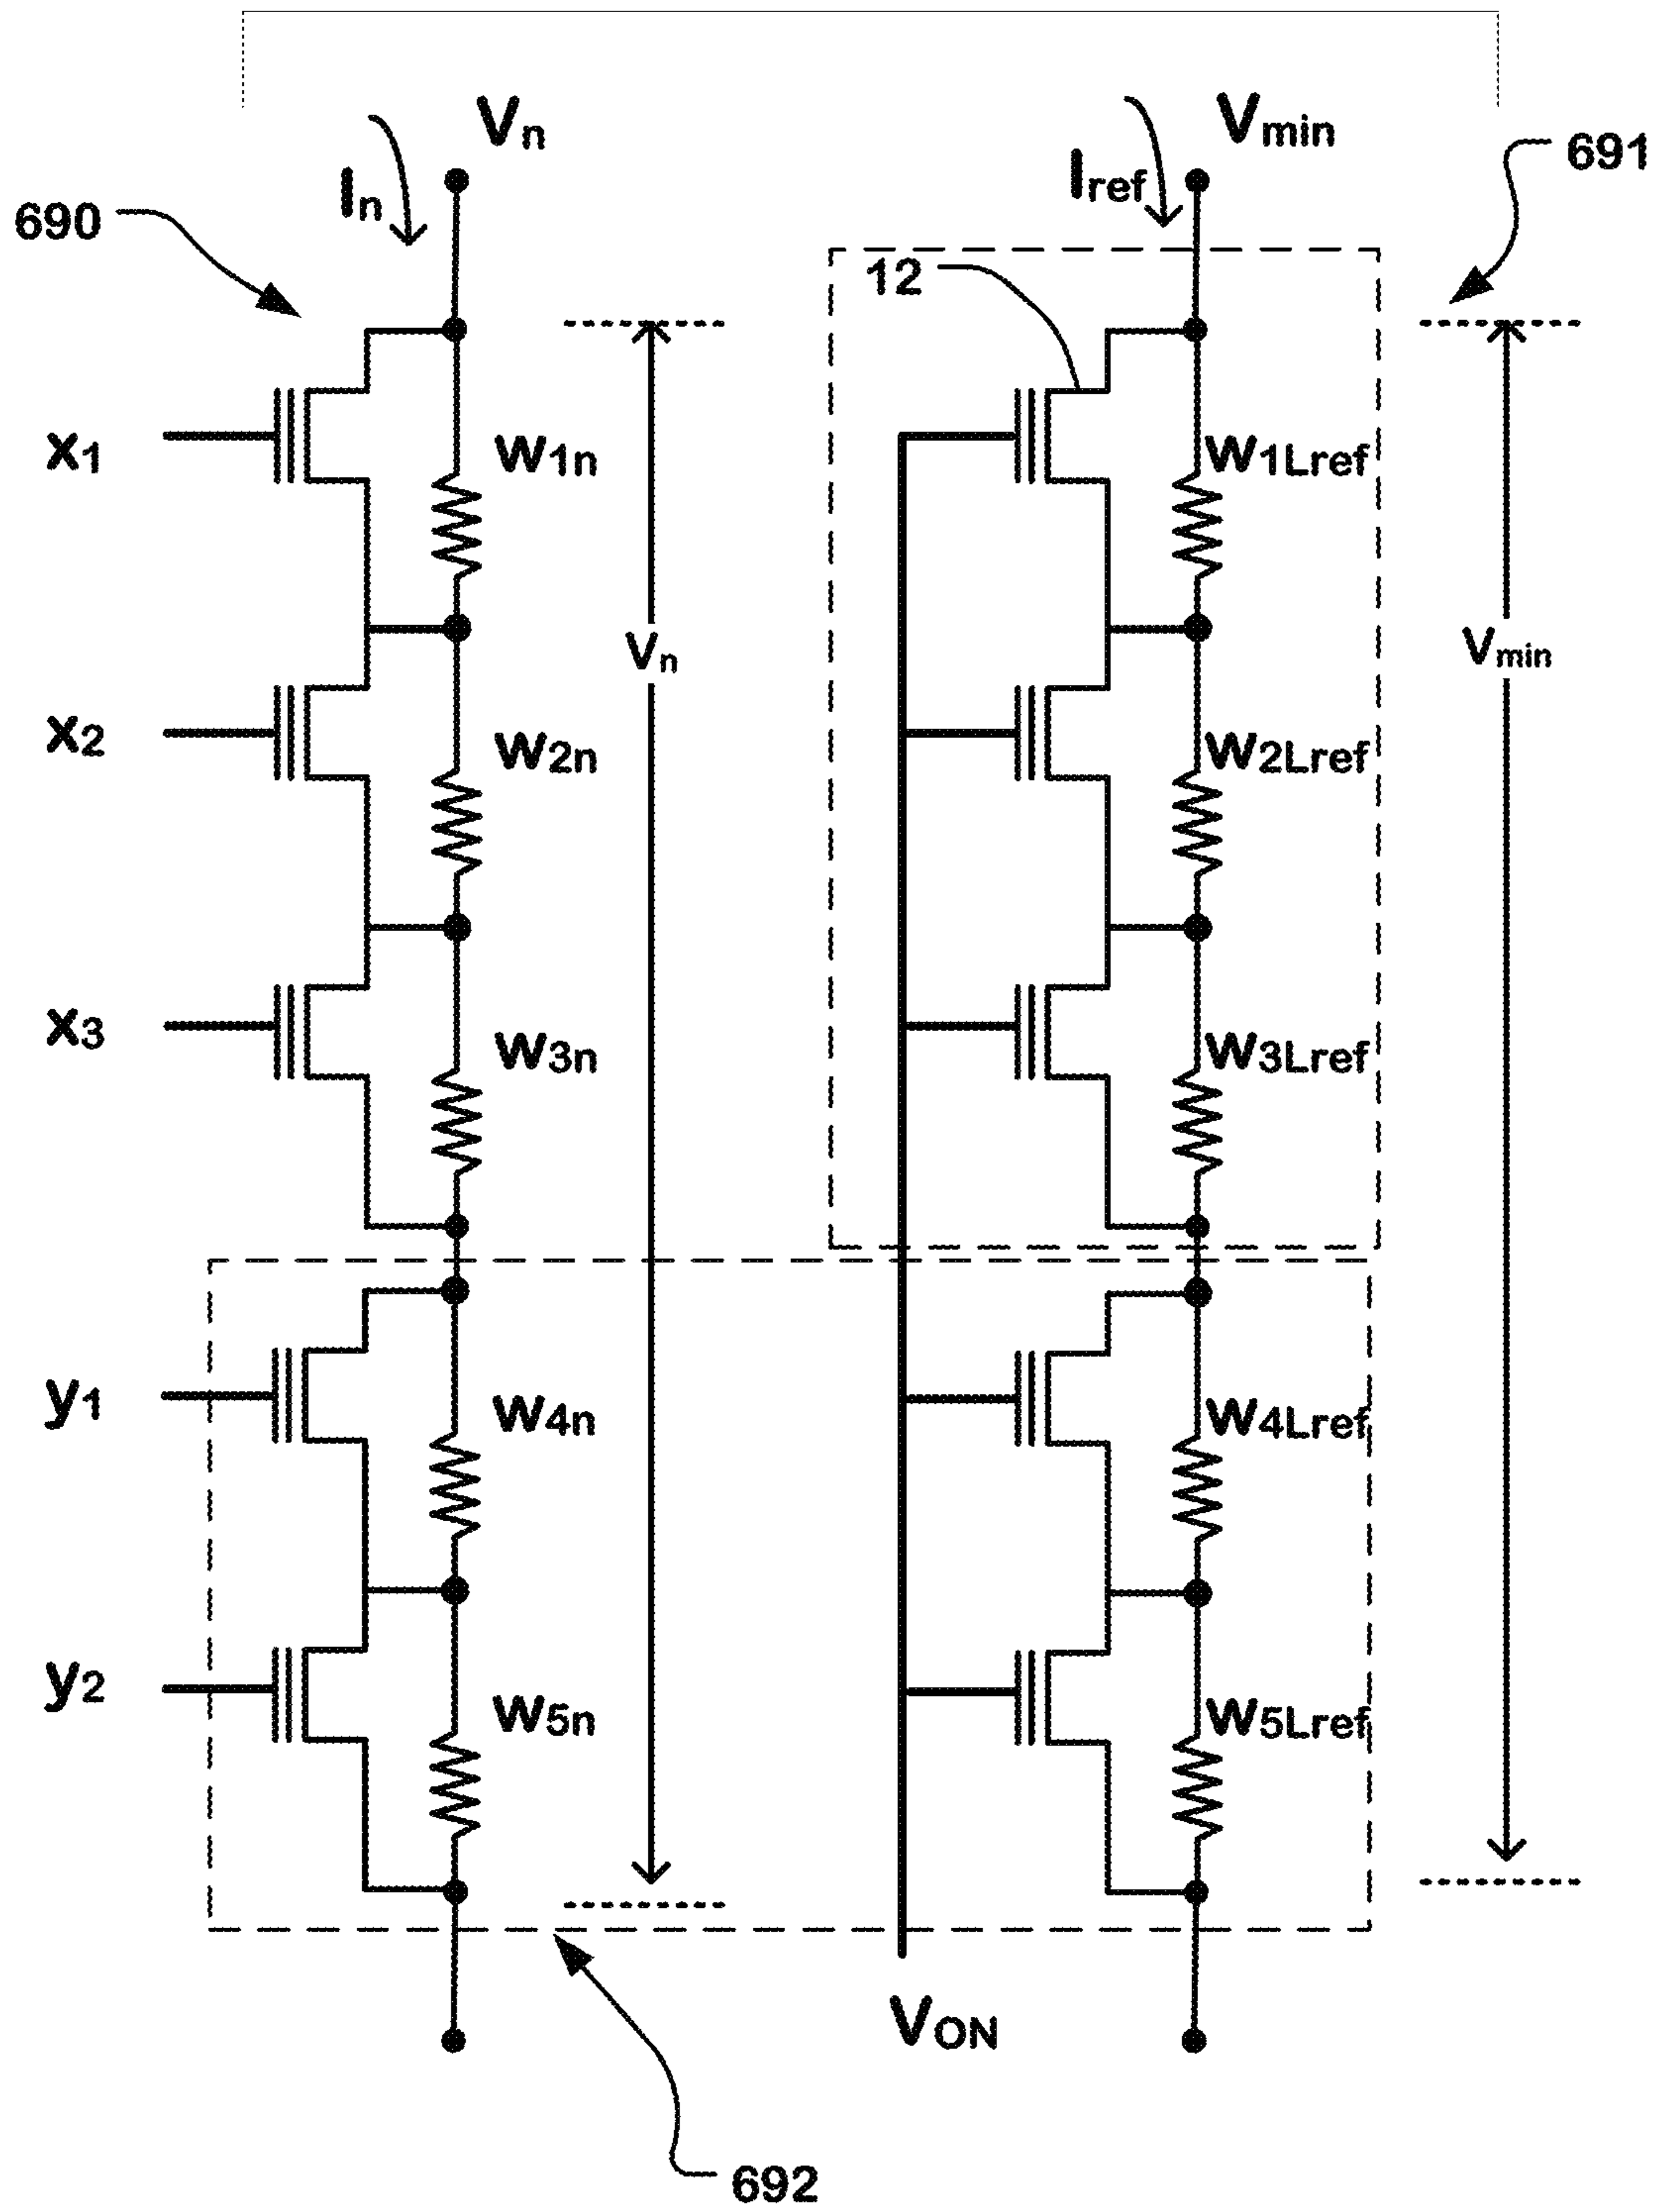 Vn
Vmin
In
Iref
690
691
12
x1
w1n
w1Lref
Vn
Vmin
x2
w2n
w2Lref
x3
w3n
w3Lref
y1
w4n
w4Lref
y2
w5n
w5Lref
VON
692